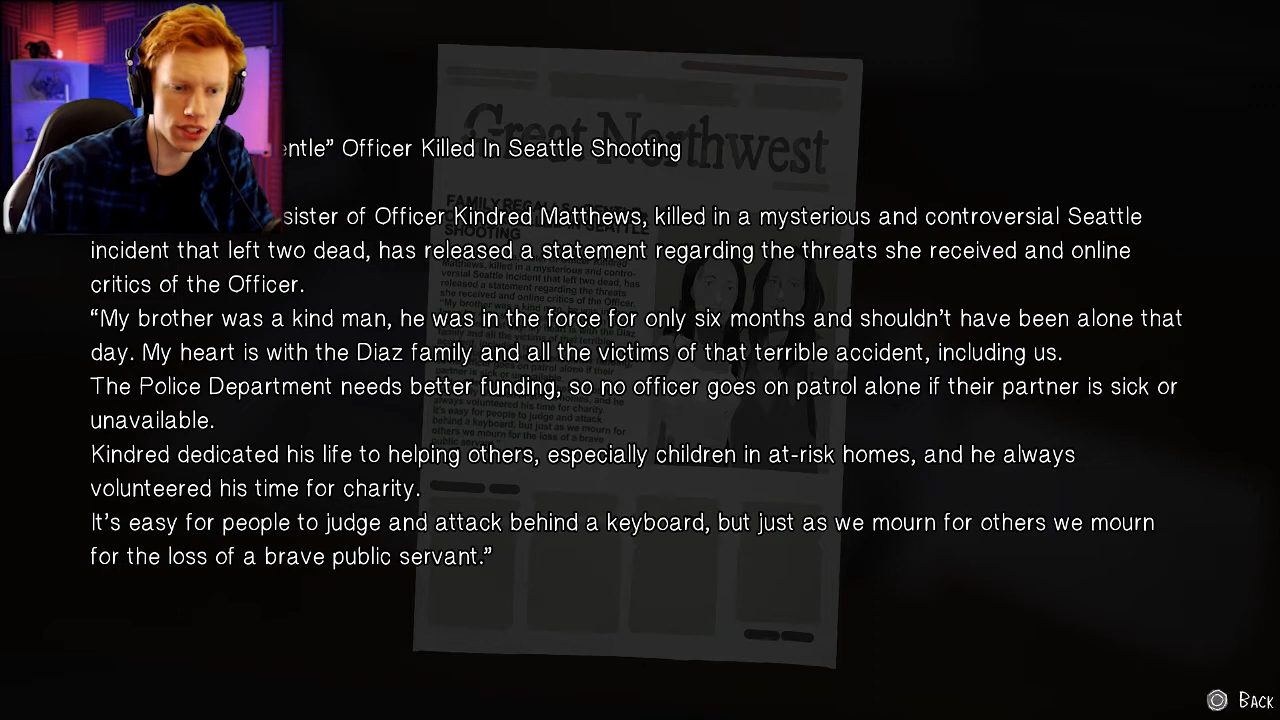 Great Northwest
entle” Officer Killed In Seattle Shooting
sister of Officer Kindred Matthews, killed in a mysterious and controversial Seattle
incident that left two dead, has released a statement regarding the threats she received and online
critics of the Officer.
“My brother was a kind man, he was in the force for only six months and shouldn’t have been alone that
day. My heart is with the Diaz family and all the victims of that terrible accident, including us.
The Police Department needs better funding, so no officer goes on patrol alone if their partner is sick or
unavailable.
Kindred dedicated his life to helping others, especially children in at-risk homes, and he always
volunteered his time for charity.
It’s easy for people to judge and attack behind a keyboard, but just as we mourn for others we mourn
for the loss of a brave public servant.”
Back